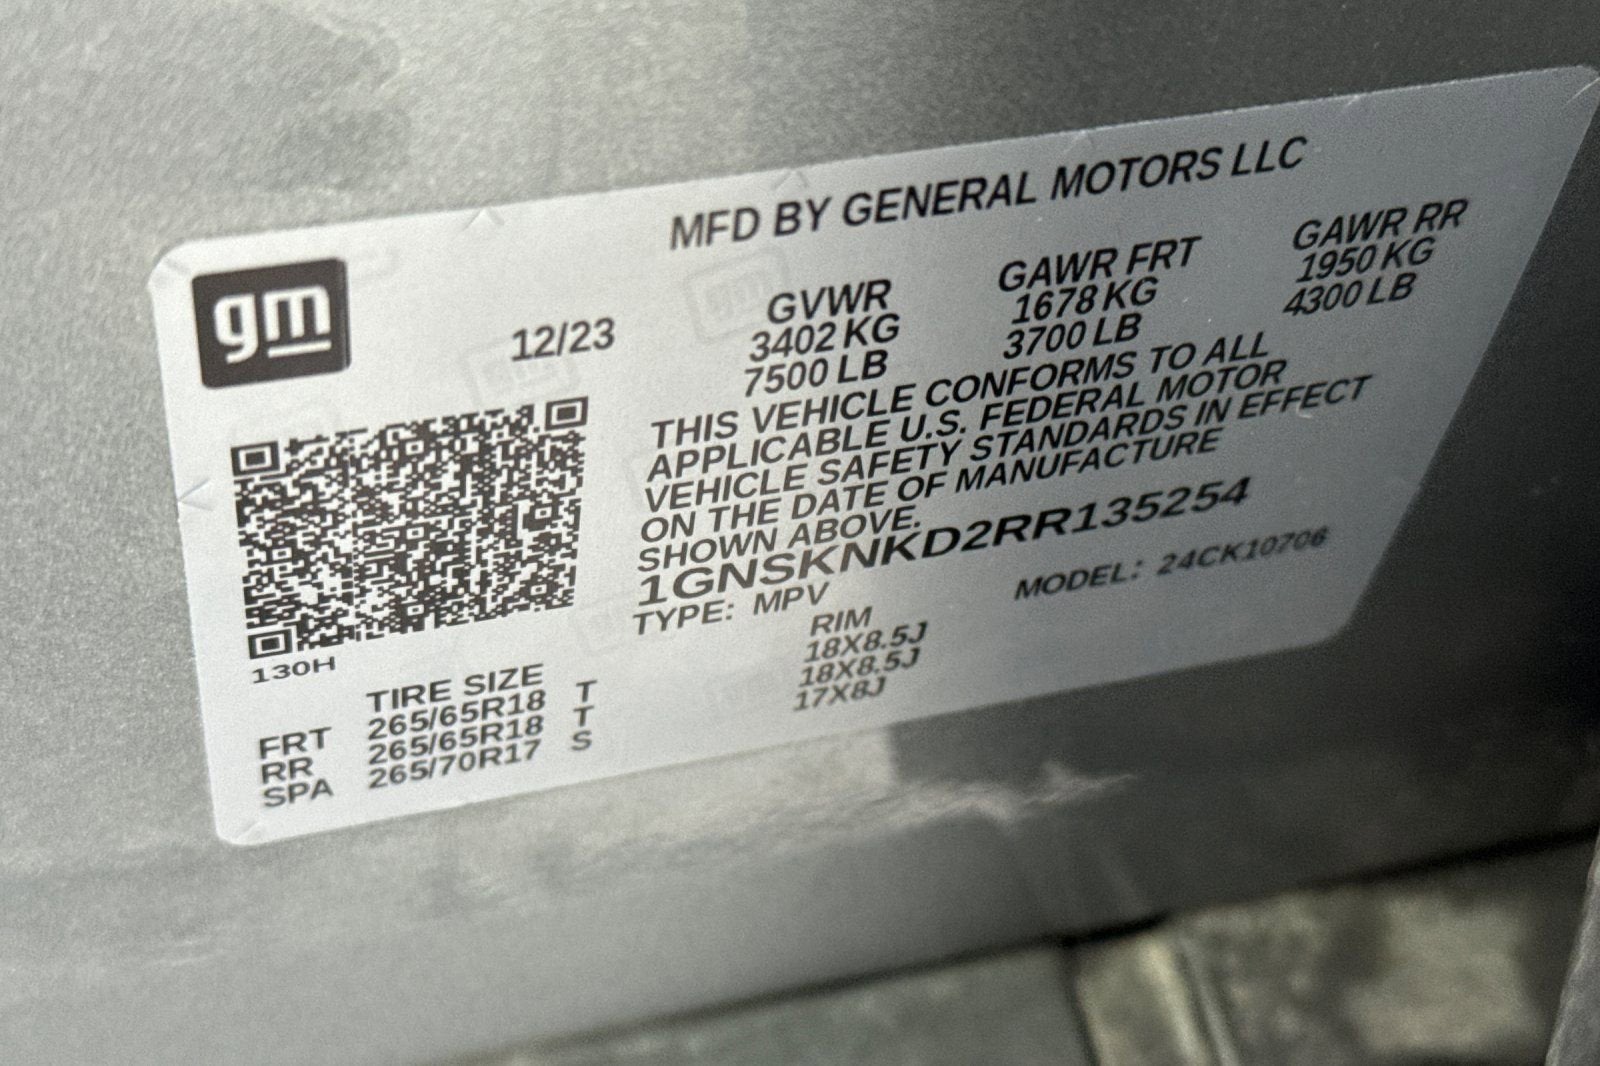 MFD BY GENERAL MOTORS LLC
gm
12/23
GVWR
3402 KG
7500 LB
GAWR FRT
1678 KG
3700 LB
GAWR RR
1950 KG
4300 LB
THIS VEHICLE CONFORMS TO ALL
APPLICABLE U.S. FEDERAL MOTOR
VEHICLE SAFETY STANDARDS IN EFFECT
ON THE DATE OF MANUFACTURE
SHOWN ABOVE.
1GNSKNKD2RR135254
TYPE: MPV
MODEL: 24CK10706
130H
TIRE SIZE RIM
FRT 265/65R18 T 18X8.5J
RR 265/65R18 T 18X8.5J
SPA 265/70R17 S 17X8J